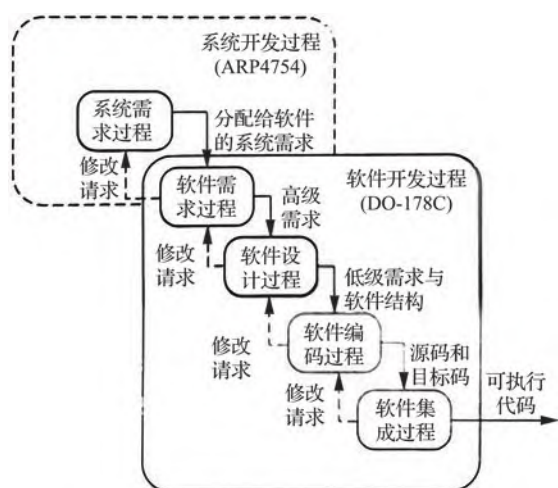 系统开发过程
(ARP4754)
系统需
求过程
分配给软件
的系统需求
修改
请求
软件需
求过程
软件开发过程
(DO-178C)
高级
需求
修改
请求
软件设
计过程
低级需求与
软件结构
修改
请求
软件编
码过程
源码和
目标码
修改
请求
软件集
成过程
可执行
代码